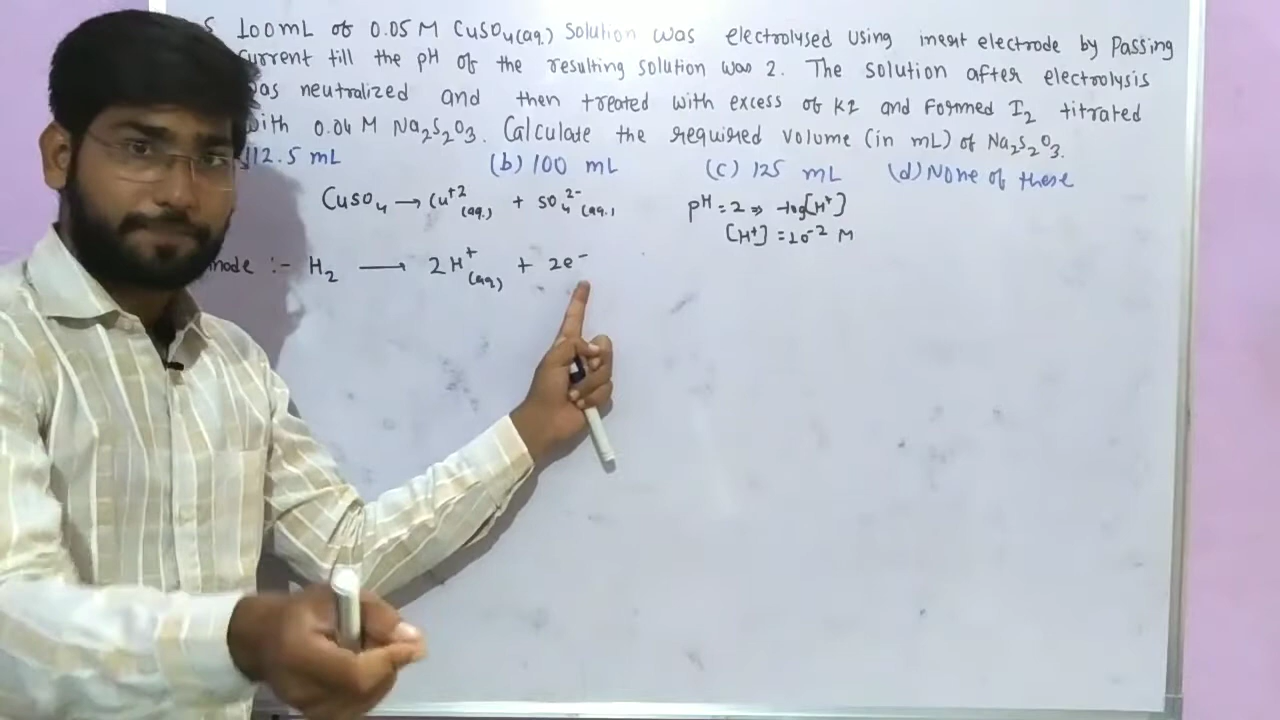 100mL of 0.05 M CuSO₄(aq.) Solution was electrolysed using inert electrode by Passing
current till the pH of the resulting solution was 2. The solution after electrolysis
was neutralized and then treated with excess of KI and formed I₂ titrated
with 0.04 M Na₂S₂O₃. Calculate the required volume (in mL) of Na₂S₂O₃.
112.5 mL (b) 100 mL (c) 125 mL (d) None of these
CuSO₄ → Cu⁺²(aq.) + SO₄²⁻(aq.) pH = 2 ⇒ -log[H⁺]
[H⁺] = 10⁻² M
:- H₂ → 2H⁺(aq) + 2e⁻